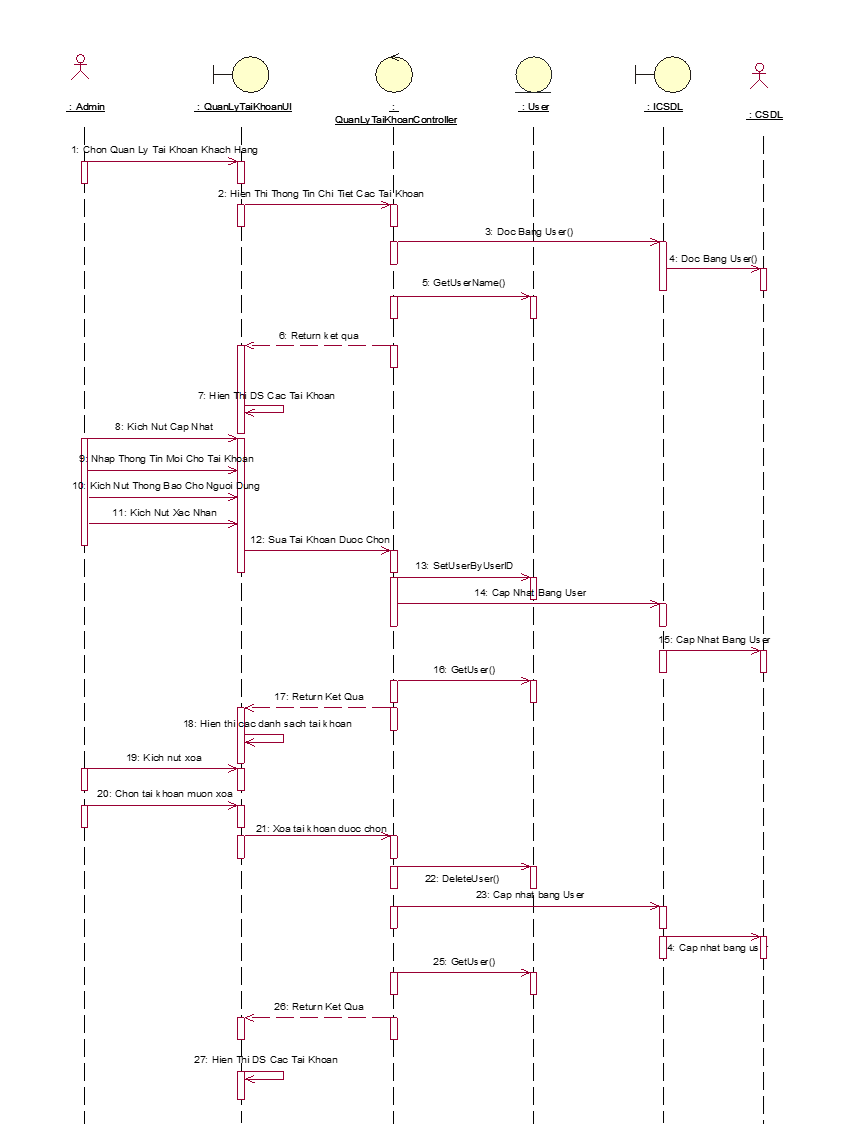 : Admin
: QuanLyTaiKhoanUI
:
QuanLyTaiKhoanController
: User
: ICSDL
: CSDL
1: Chon Quan Ly Tai Khoan Khach Hang
2: Hien Thi Thong Tin Chi Tiet Cac Tai Khoan
3: Doc Bang User()
4: Doc Bang User()
5: GetUserName()
6: Return ket qua
7: Hien Thi DS Cac Tai Khoan
8: Kich Nut Cap Nhat
9: Nhap Thong Tin Moi Cho Tai Khoan
10: Kich Nut Thong Bao Cho Nguoi Dung
11: Kich Nut Xac Nhan
12: Sua Tai Khoan Duoc Chon
13: SetUserByUserID
14: Cap Nhat Bang User
15: Cap Nhat Bang User
16: GetUser()
17: Return Ket Qua
18: Hien thi cac danh sach tai khoan
19: Kich nut xoa
20: Chon tai khoan muon xoa
21: Xoa tai khoan duoc chon
22: DeleteUser()
23: Cap nhat bang User
4: Cap nhat bang us
25: GetUser()
26: Return Ket Qua
27: Hien Thi DS Cac Tai Khoan